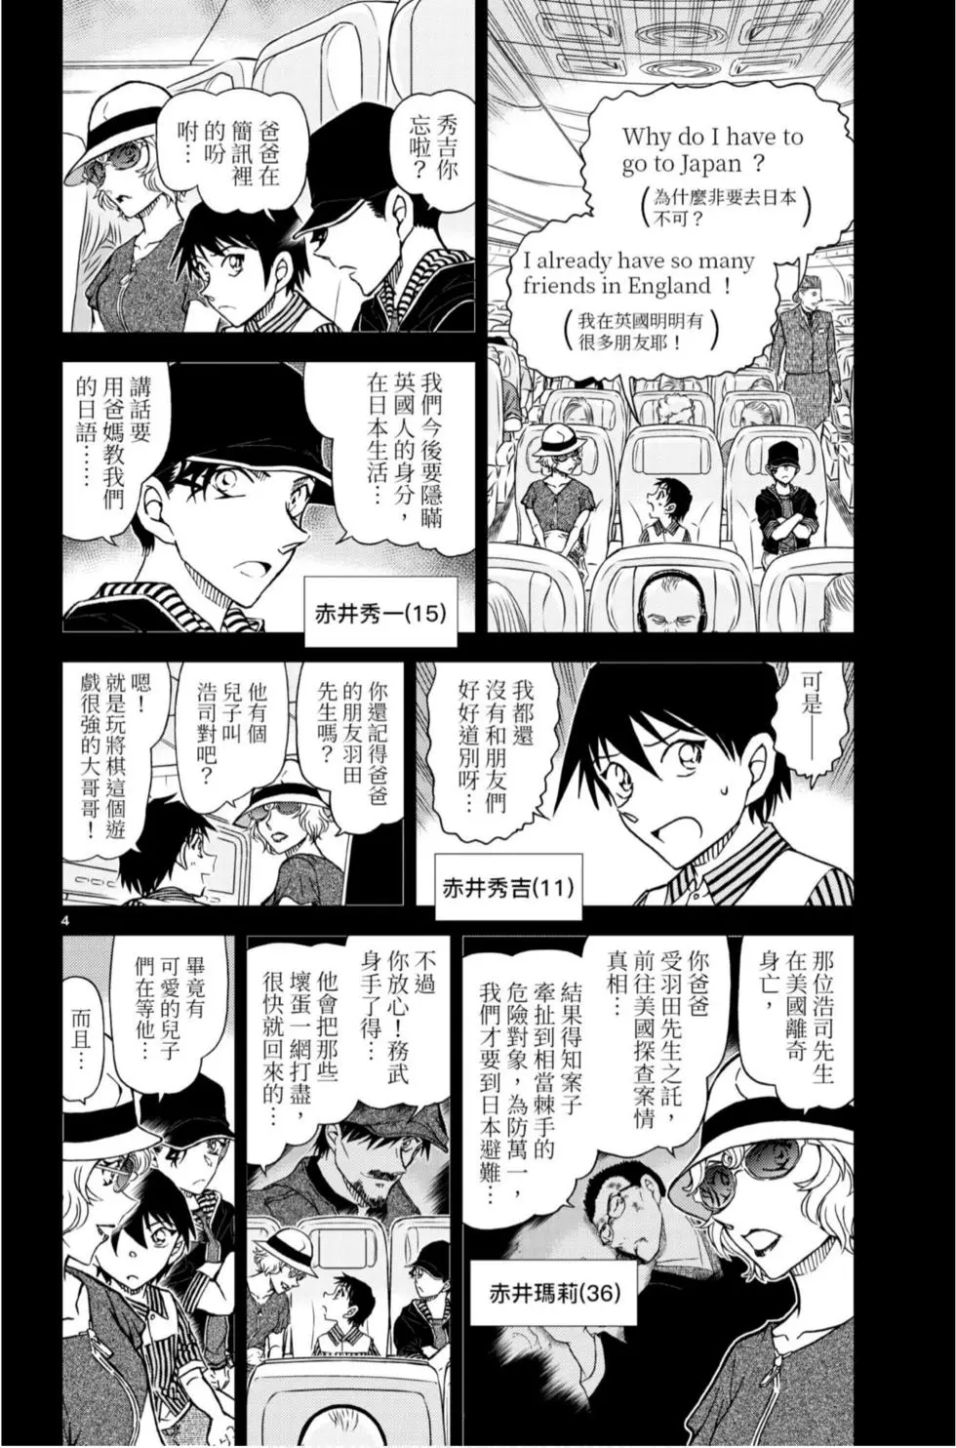 Why do I have to
go to Japan？
（為什麼非要去日本
不可？）
I already have so many
friends in England！
（我在英國明明有
很多朋友耶！）
秀吉你
忘啦？
爸爸在
簡訊裡
的吩
咐…
我們今後要隱瞞
英國人的身分，
在日本生活…
講話要
用爸媽教我們
的日語……
赤井秀一(15)
可是——
我都還
沒有和朋友們
好好道別呀…
赤井秀吉(11)
你還記得爸爸
的朋友羽田
先生嗎？
他有個
兒子叫
浩司對吧？
嗯！
就是玩將棋這個遊
戲很強的大哥哥！
4
那位浩司先生
在美國離奇
身亡，
你爸爸
受羽田先生之託，
前往美國探查案情
真相…
結果得知案子
牽扯到相當棘手的
危險對象，為防萬一，
我們才要到日本避難…
赤井瑪莉(36)
不過
你放心！務武
身手了得…
他會把那些
壞蛋一網打盡，
很快就回來的…
畢竟有
可愛的兒子
們在等他…
而且…